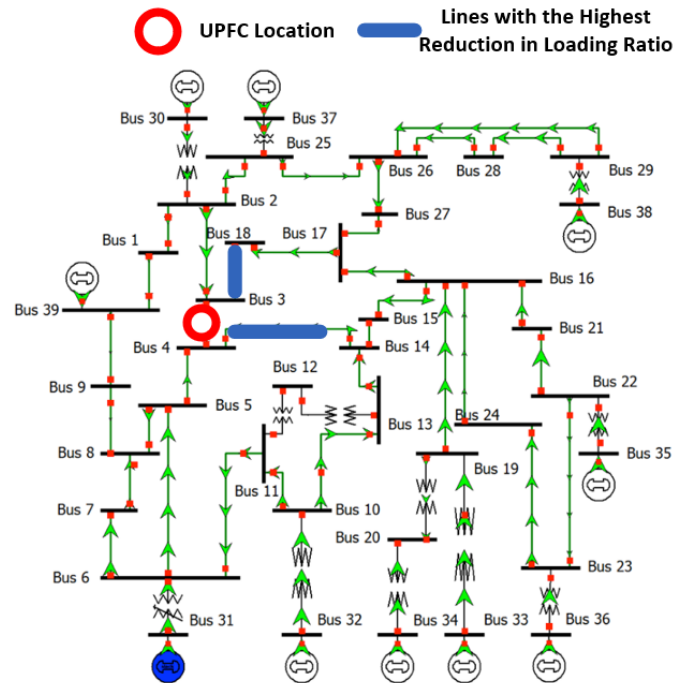 UPFC Location
Lines with the Highest
Reduction in Loading Ratio
Bus 30
Bus 37
Bus 25
Bus 26
Bus 28
Bus 29
Bus 2
Bus 38
Bus 27
Bus 1
Bus 18
Bus 17
Bus 16
Bus 39
Bus 3
Bus 15
Bus 21
Bus 4
Bus 14
Bus 12
Bus 9
Bus 22
Bus 5
Bus 13
Bus 24
Bus 8
Bus 19
Bus 35
Bus 11
Bus 7
Bus 10
Bus 20
Bus 6
Bus 23
Bus 31
Bus 32
Bus 34
Bus 33
Bus 36